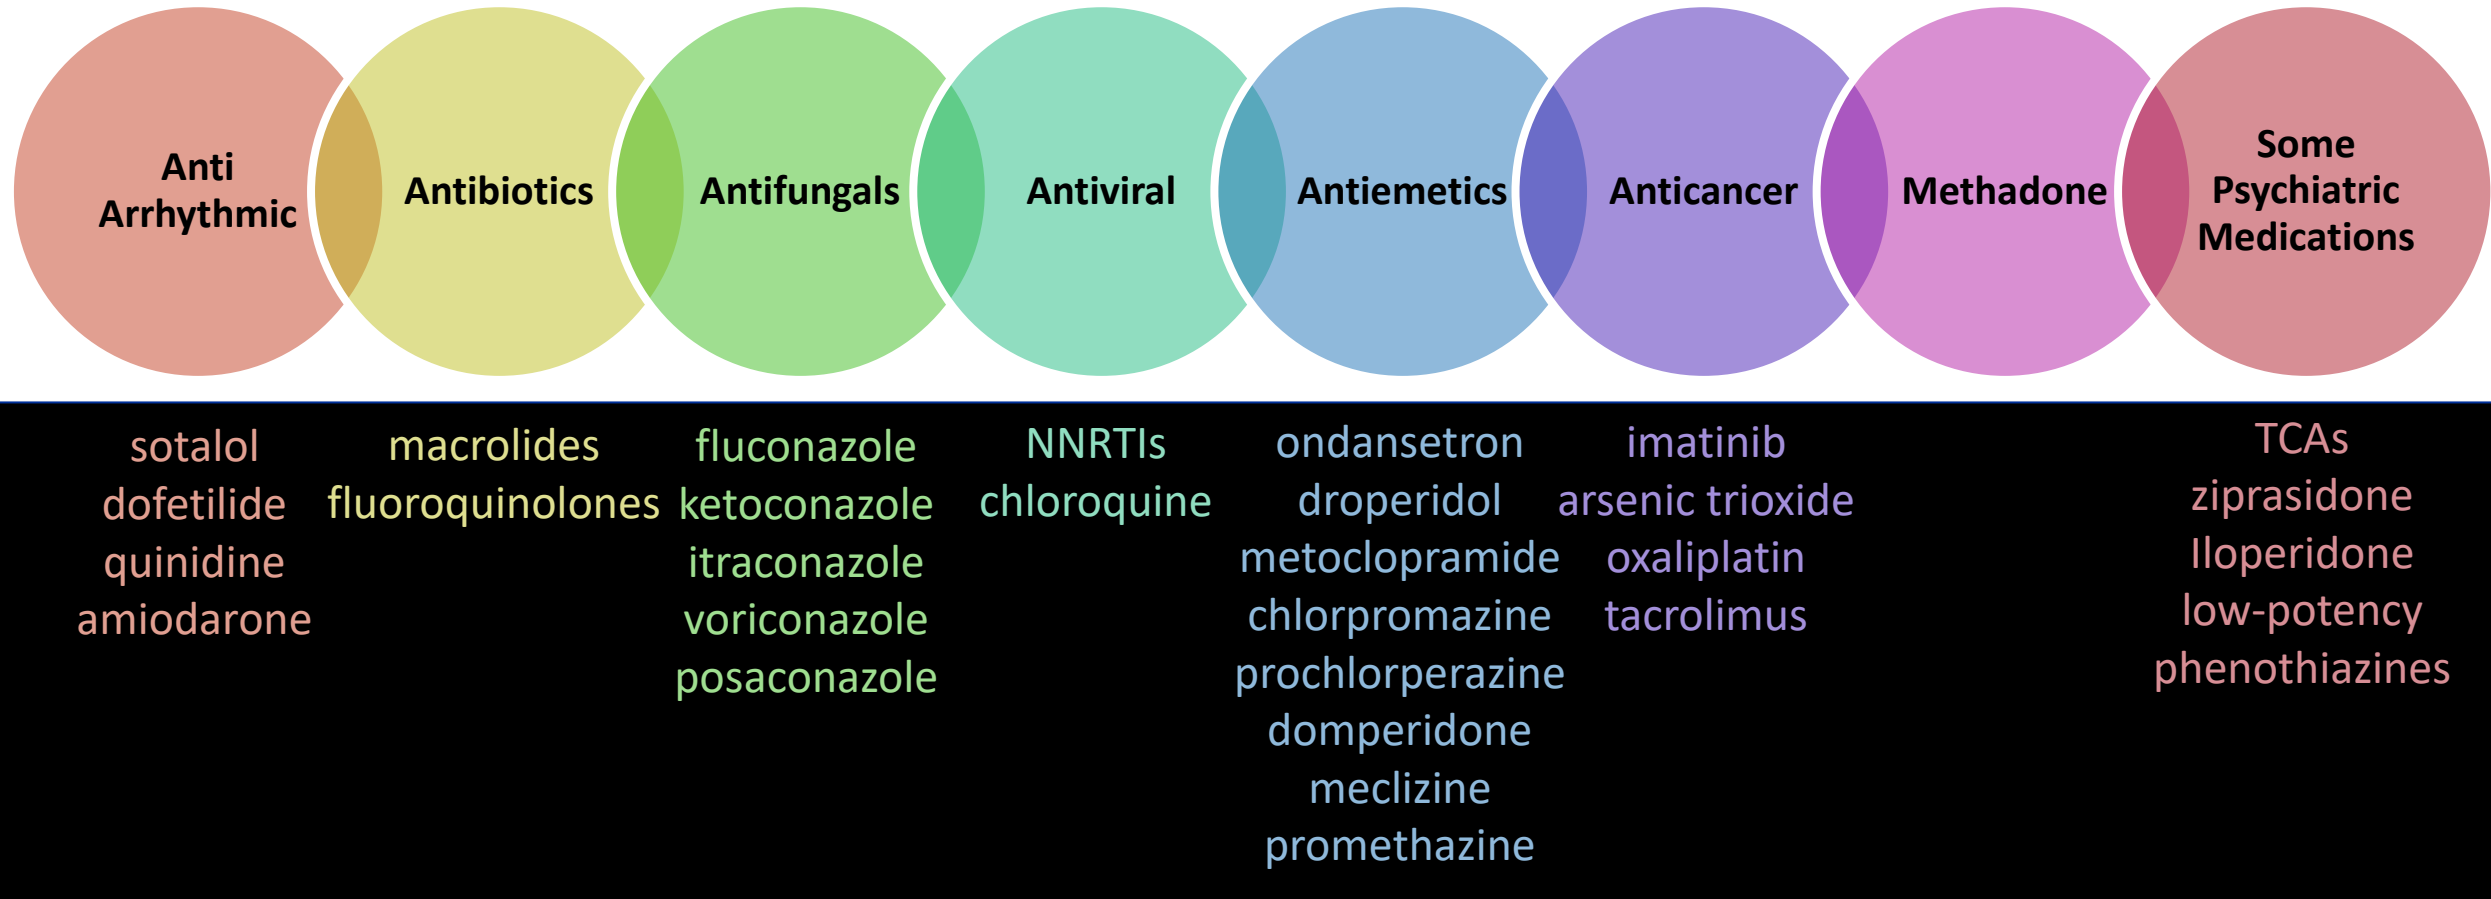 Anti
Arrhythmic
Antibiotics
Antifungals
Antiviral
Antiemetics
Anticancer
Methadone
Some
Psychiatric
Medications
sotalol
dofetilide
quinidine
amiodarone
macrolides
fluoroquinolones
fluconazole
ketoconazole
itraconazole
voriconazole
posaconazole
NNRTIs
chloroquine
ondansetron
droperidol
metoclopramide
chlorpromazine
prochlorperazine
domperidone
meclizine
promethazine
imatinib
arsenic trioxide
oxaliplatin
tacrolimus
TCAs
ziprasidone
Iloperidone
low-potency
phenothiazines